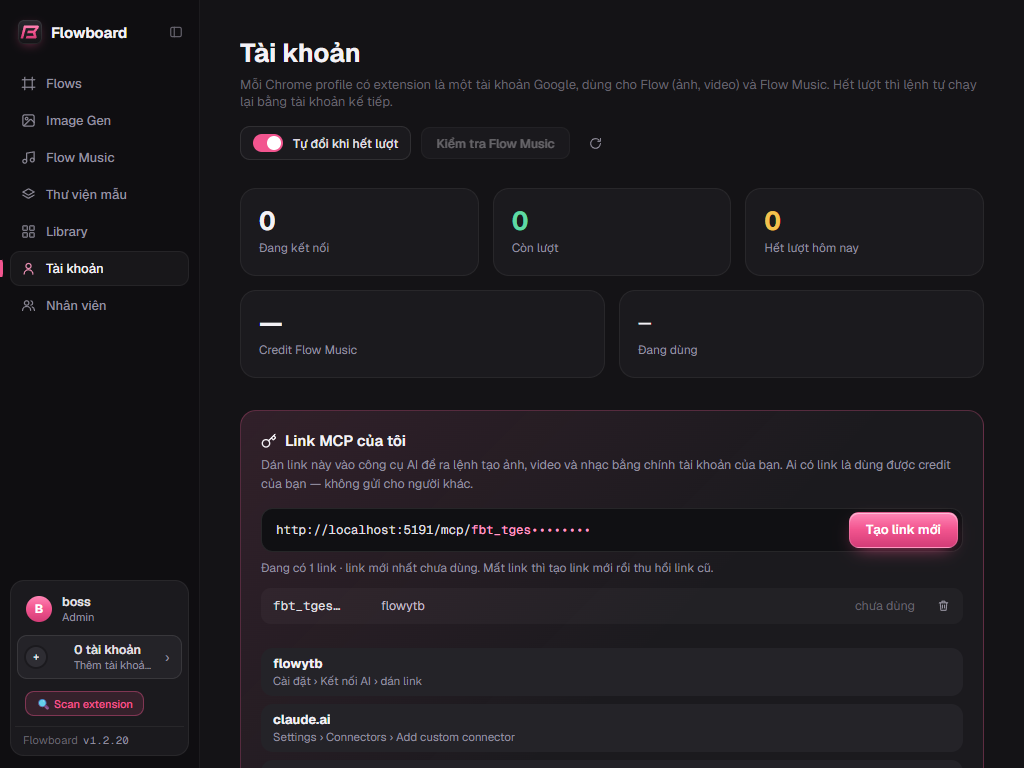 Flowboard
Flows
Image Gen
Flow Music
Thư viện mẫu
Library
Tài khoản
Nhân viên
B
boss
Admin
+
0 tài khoản
Thêm tài khoả...
›
Scan extension
Flowboard v1.2.20
Tài khoản
Mỗi Chrome profile có extension là một tài khoản Google, dùng cho Flow (ảnh, video) và Flow Music. Hết lượt thì lệnh tự chạy
lại bằng tài khoản kế tiếp.
Tự đổi khi hết lượt
Kiểm tra Flow Music
0
Đang kết nối
0
Còn lượt
0
Hết lượt hôm nay
—
Credit Flow Music
—
Đang dùng
Link MCP của tôi
Dán link này vào công cụ AI để ra lệnh tạo ảnh, video và nhạc bằng chính tài khoản của bạn. Ai có link là dùng được credit
của bạn — không gửi cho người khác.
http://localhost:5191/mcp/fbt_tges••••••••
Tạo link mới
Đang có 1 link · link mới nhất chưa dùng. Mất link thì tạo link mới rồi thu hồi link cũ.
fbt_tges… flowytb chưa dùng
flowytb
Cài đặt › Kết nối AI › dán link
claude.ai
Settings › Connectors › Add custom connector